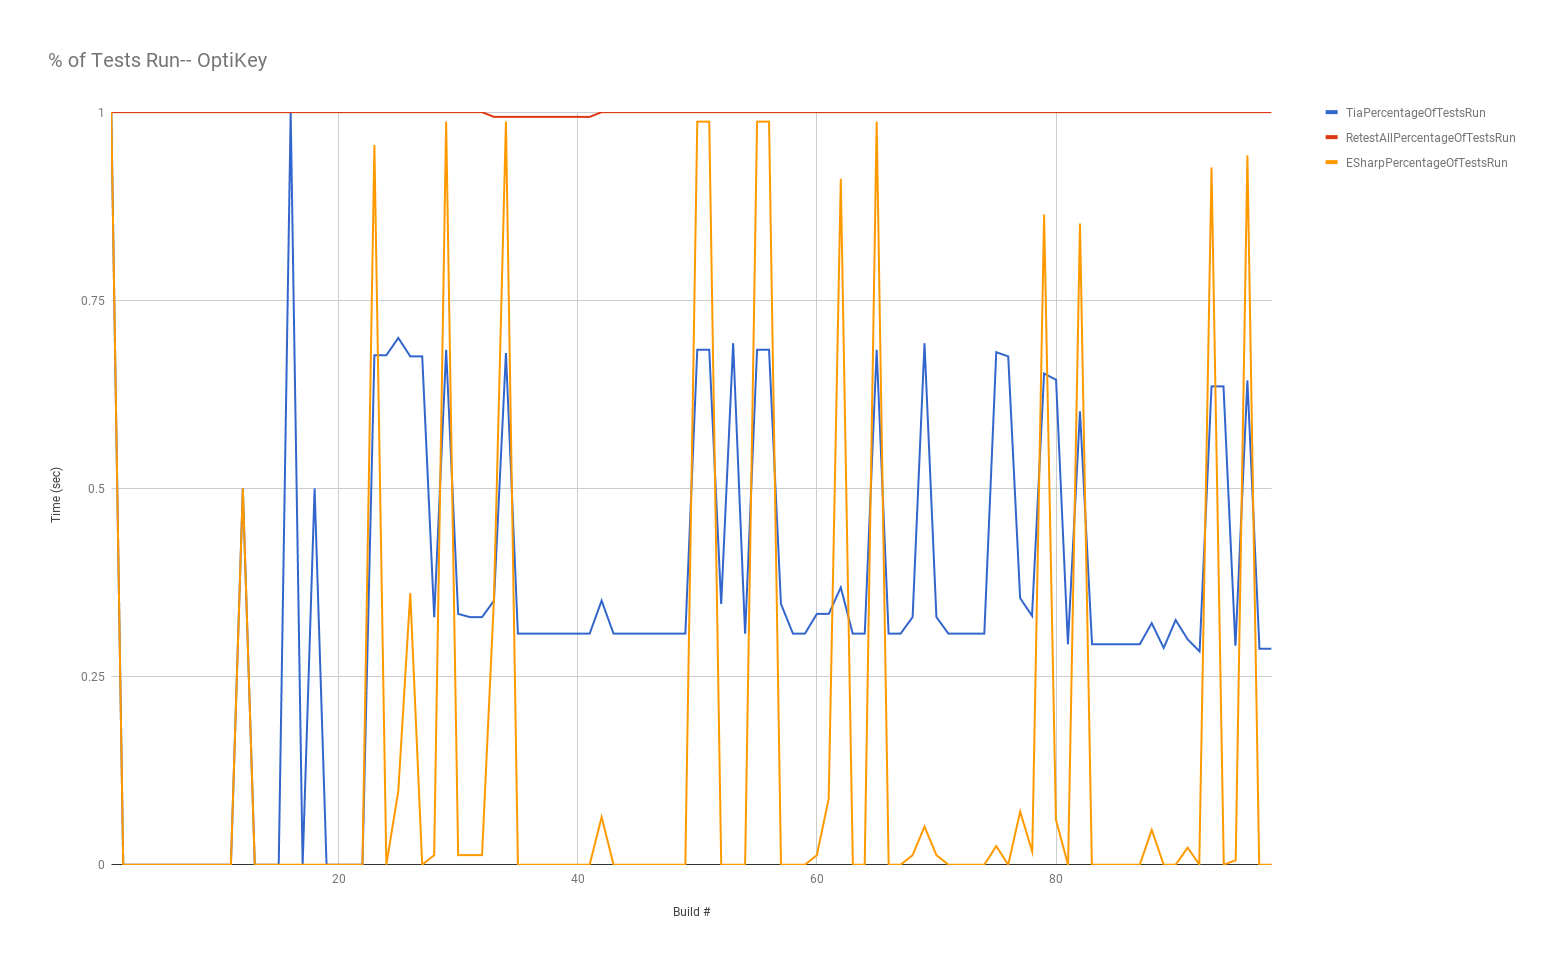 % of Tests Run-- OptiKey
TiaPercentageOfTestsRun
RetestAllPercentageOfTestsRun
ESharpPercentageOfTestsRun
1
0.75
0.5
0.25
0
Time (sec)
20
40
60
80
Build #